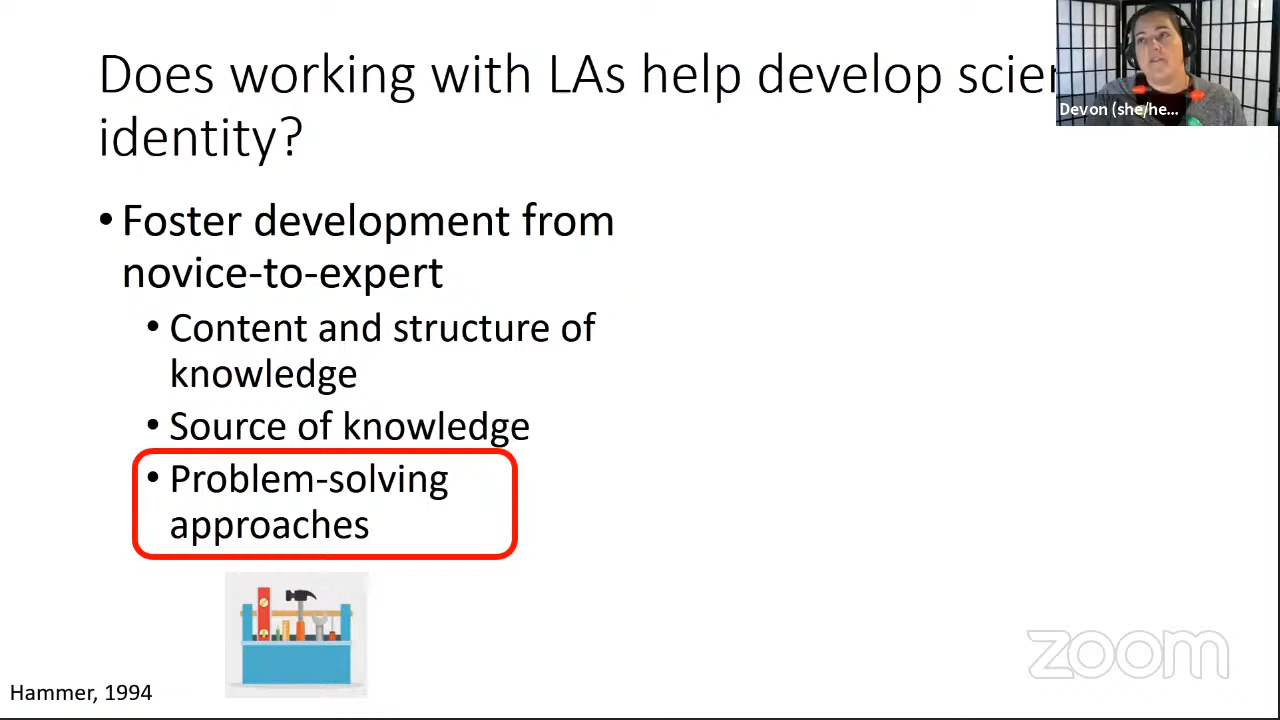 Does working with LAs help develop scien
identity?
• Foster development from
novice-to-expert
• Content and structure of
knowledge
• Source of knowledge
• Problem-solving
approaches
Hammer, 1994
Devon (she/he...
zoom